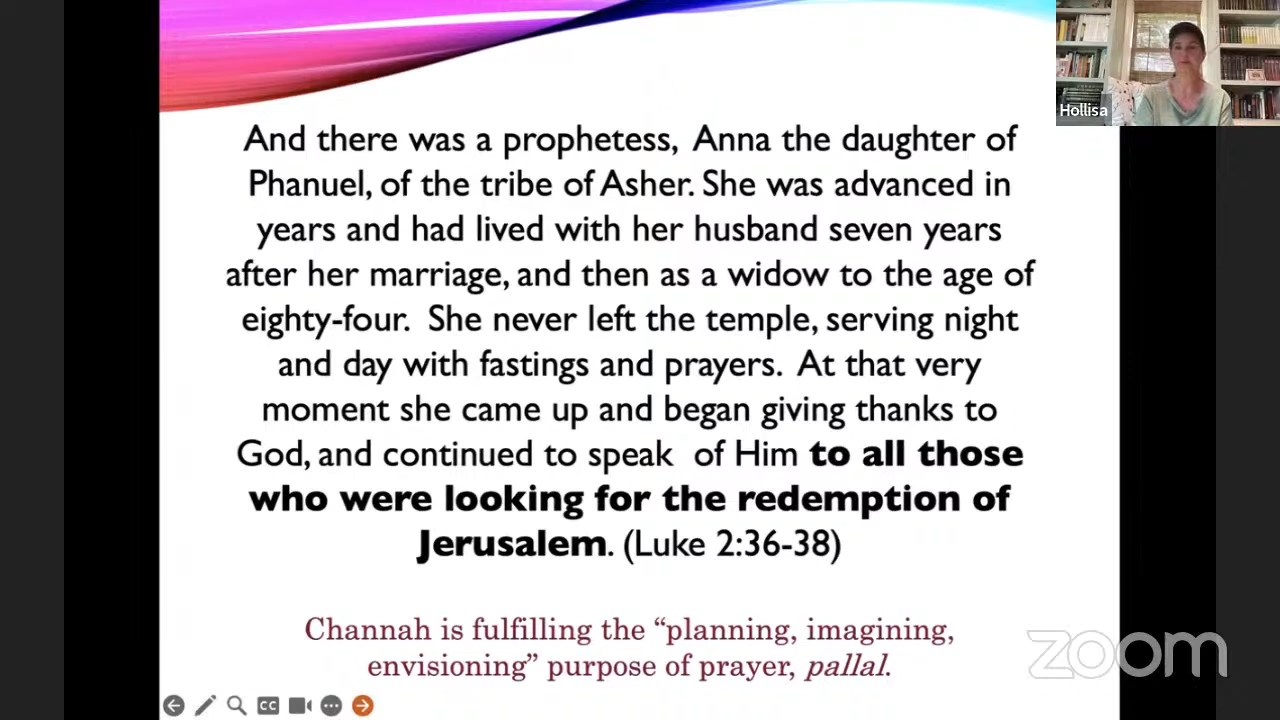 Hollisa
And there was a prophetess, Anna the daughter of
Phanuel, of the tribe of Asher. She was advanced in
years and had lived with her husband seven years
after her marriage, and then as a widow to the age of
eighty-four. She never left the temple, serving night
and day with fastings and prayers. At that very
moment she came up and began giving thanks to
God, and continued to speak of Him to all those
who were looking for the redemption of
Jerusalem. (Luke 2:36-38)
Channah is fulfilling the “planning, imagining,
envisioning” purpose of prayer, pallal.
zoom
CC